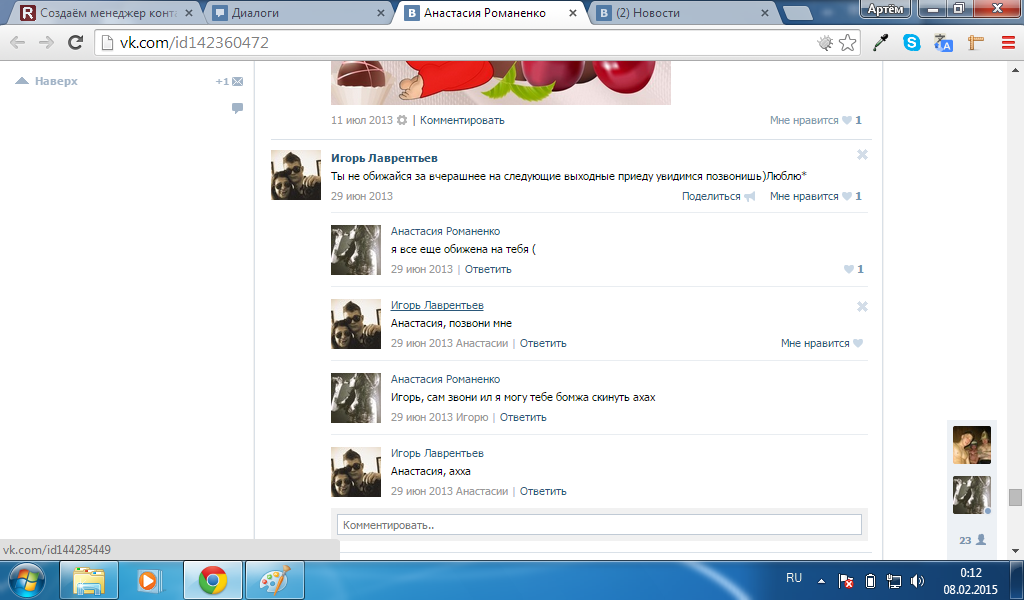 Создаём менеджер конта
Диалоги
Анастасия Романенко
(2) Новости
Артём
vk.com/id142360472
Наверх
+1
11 июл 2013 | Комментировать
Мне нравится 1
Игорь Лаврентьев
Ты не обижайся за вчерашнее на следующие выходные приеду увидимся позвонишь)Люблю*
29 июн 2013
Поделиться Мне нравится 1
Анастасия Романенко
я все еще обижена на тебя (
29 июн 2013 | Ответить
1
Игорь Лаврентьев
Анастасия, позвони мне
29 июн 2013 Анастасии | Ответить
Мне нравится
Анастасия Романенко
Игорь, сам звони ил я могу тебе бомжа скинуть ахах
29 июн 2013 Игорю | Ответить
Игорь Лаврентьев
Анастасия, ахха
29 июн 2013 Анастасии | Ответить
Комментировать..
23
vk.com/id144285449
RU
0:12
08.02.2015